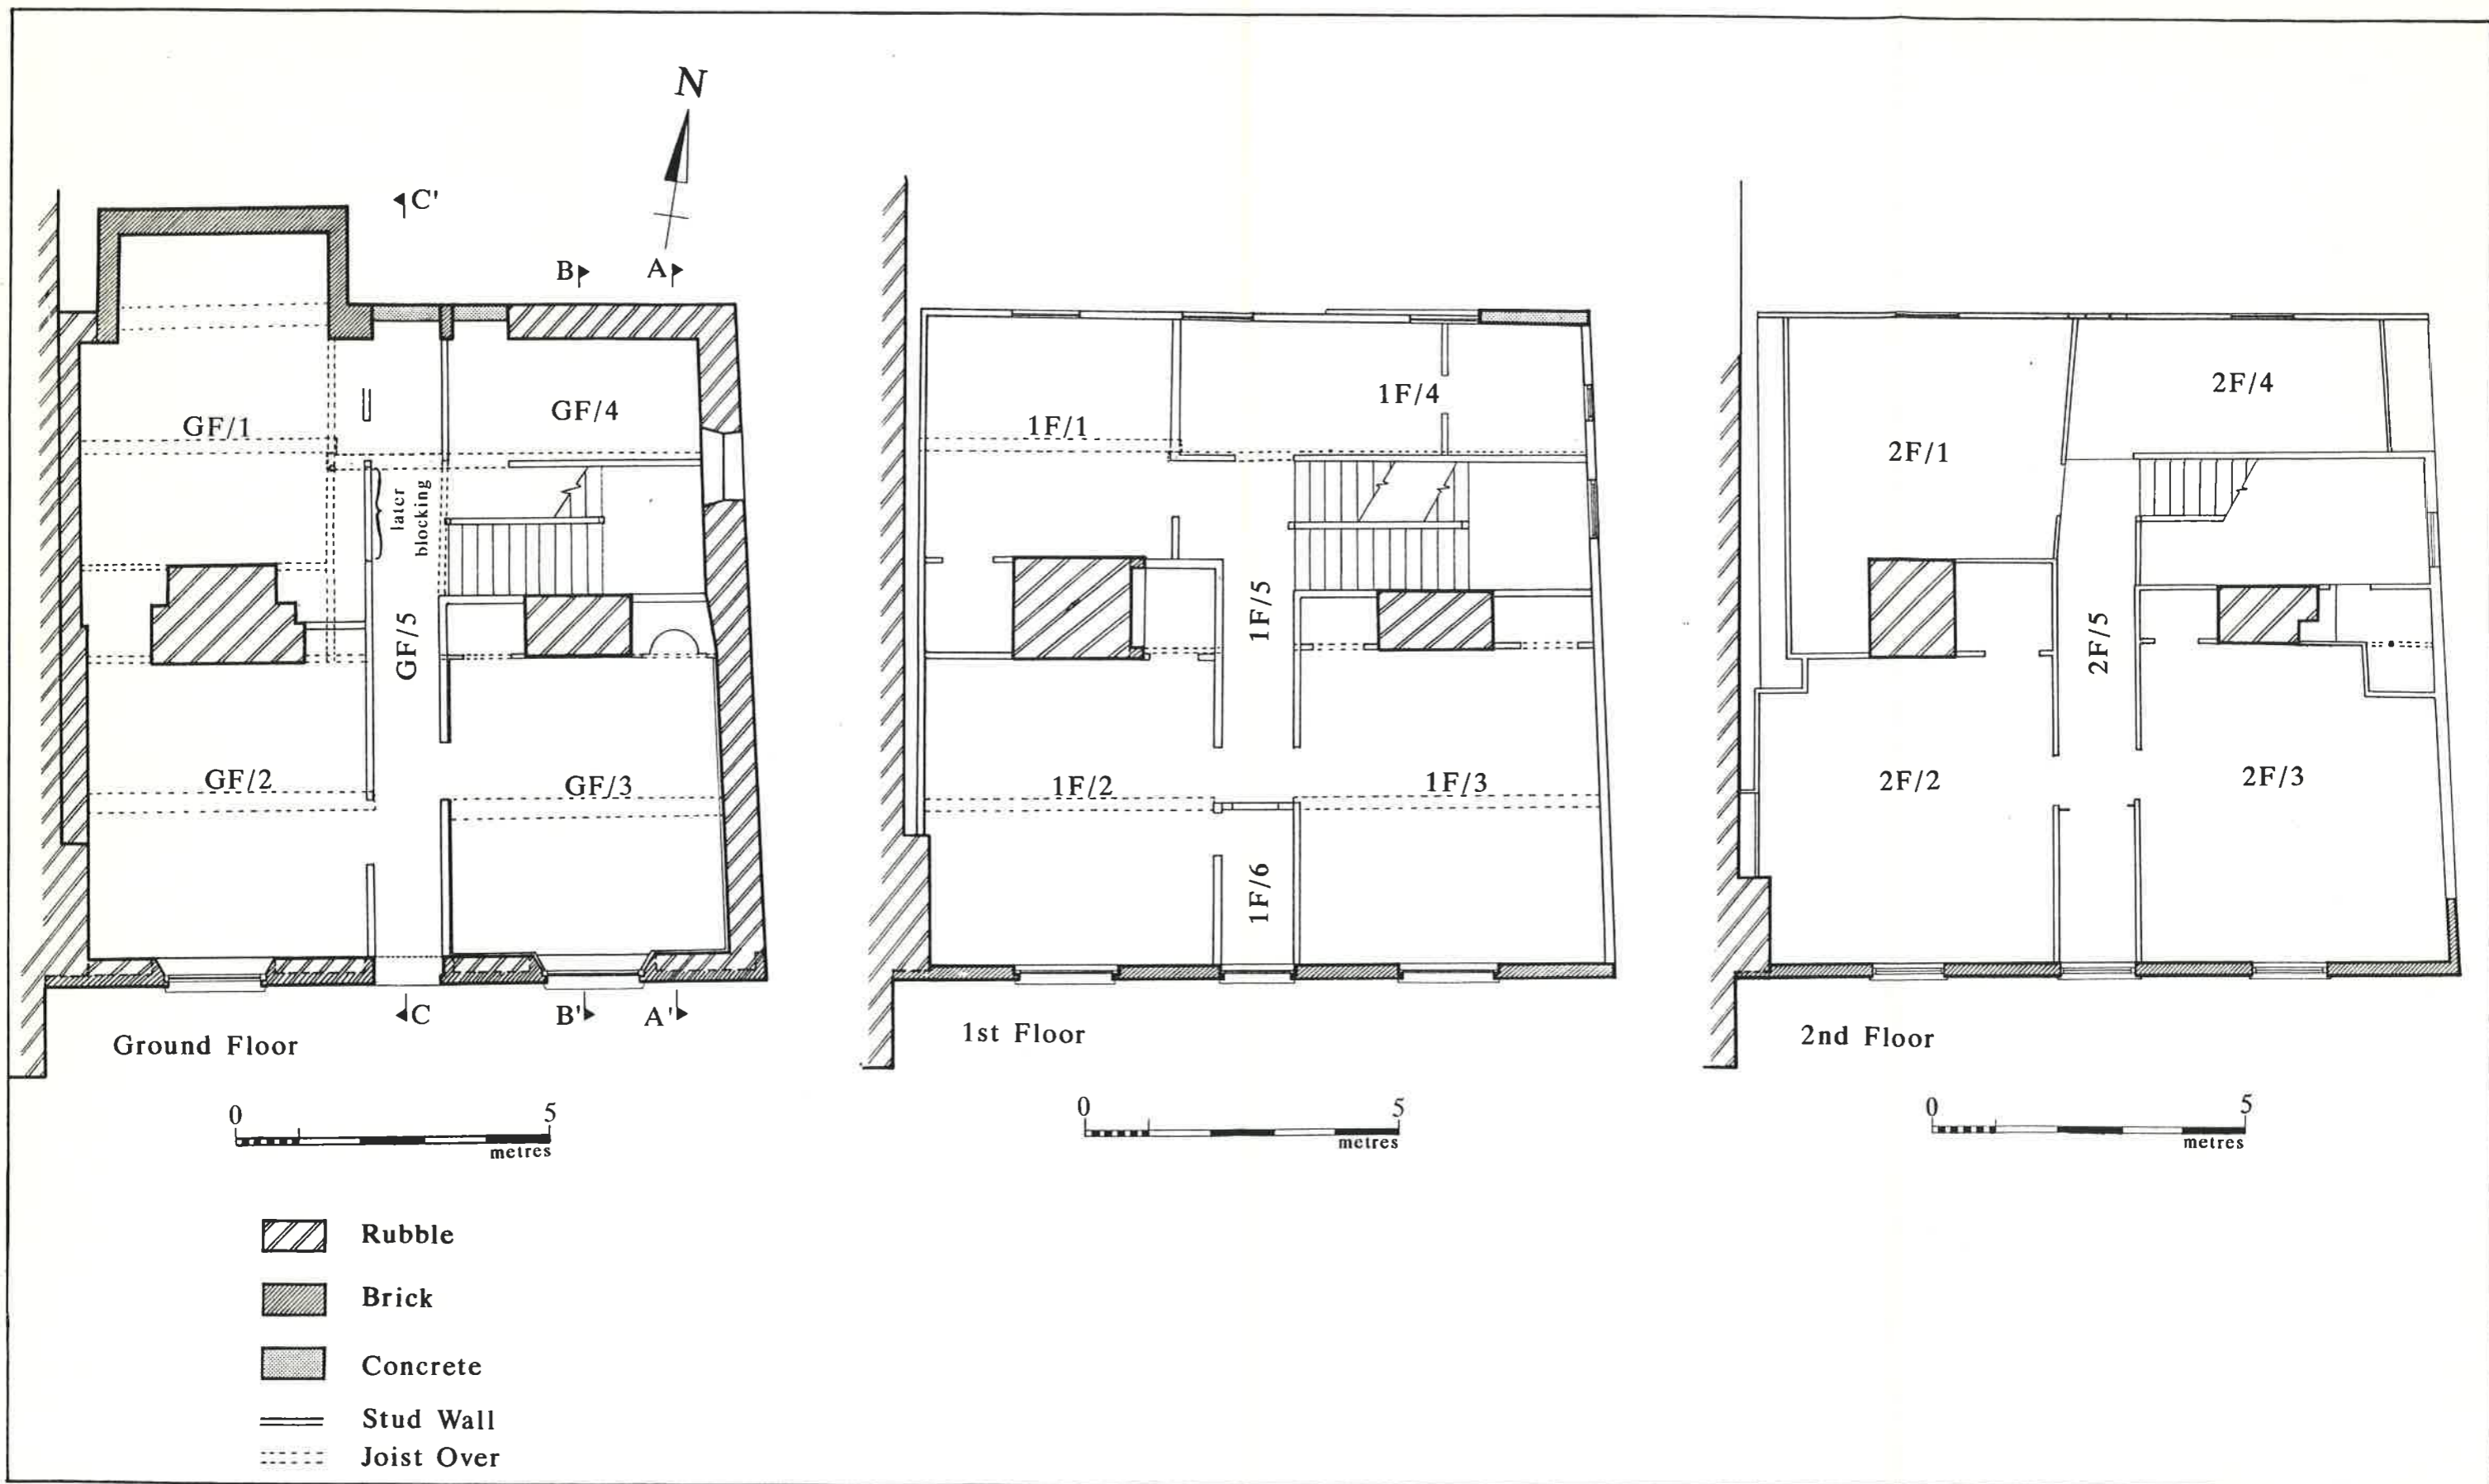 N
C'
B
A
GF/1
GF/4
later
blocking
GF/5
GF/2
GF/3
C
B'
A'
Ground Floor
0 5
metres
1F/1
1F/4
1F/5
1F/2
1F/3
1F/6
1st Floor
0 5
metres
2F/1
2F/4
2F/5
2F/2
2F/3
2nd Floor
0 5
metres
Rubble
Brick
Concrete
Stud Wall
Joist Over